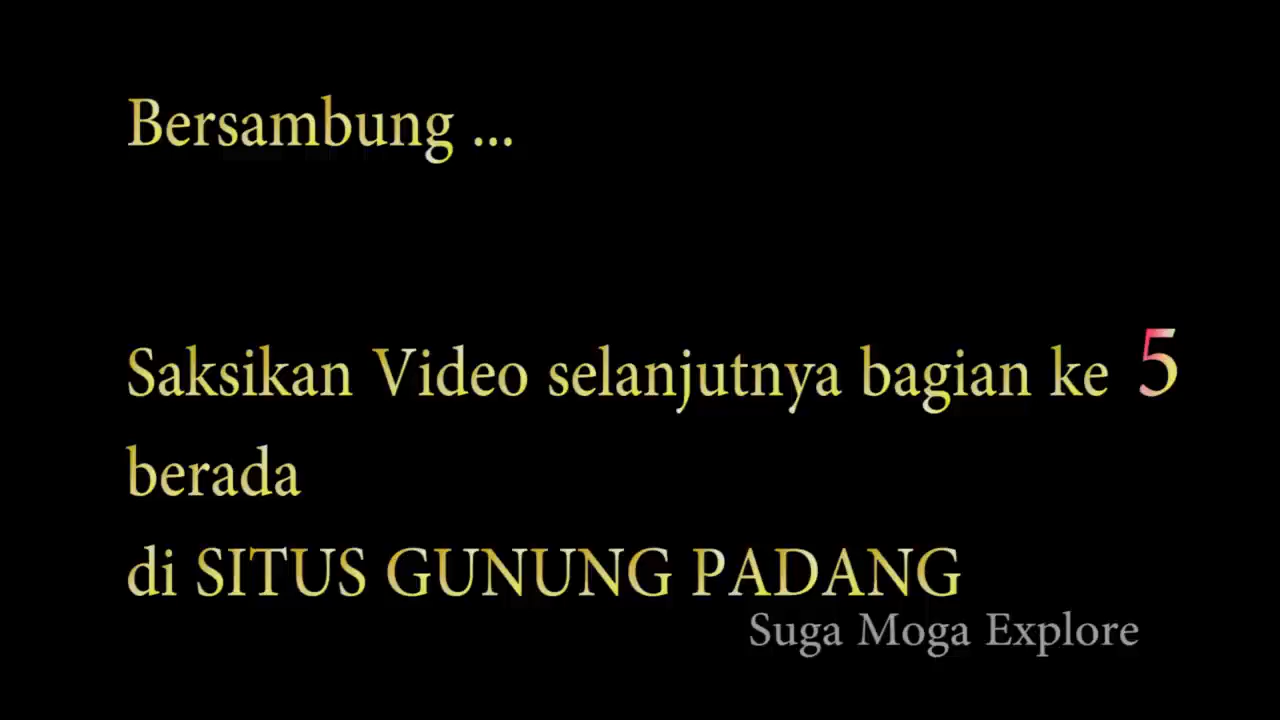 Bersambung ...
Saksikan Video selanjutnya bagian ke 5
berada
di SITUS GUNUNG PADANG
Suga Moga Explore